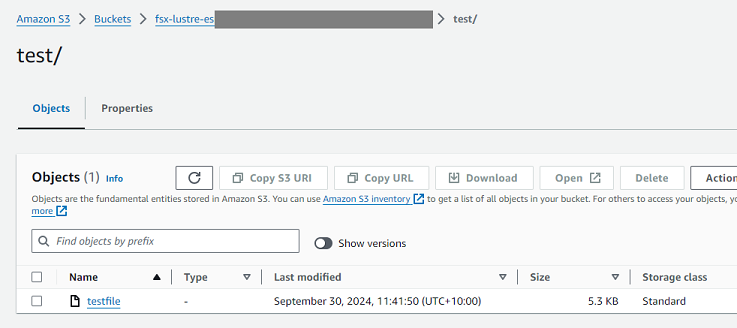 Amazon S3 > Buckets > fsx-lustre-es > test/
test/
Objects Properties
Objects (1) Info Copy S3 URI Copy URL Download Open Delete Action
Objects are the fundamental entities stored in Amazon S3. You can use Amazon S3 inventory to get a list of all objects in your bucket. For others to access your objects, yo
more
Find objects by prefix Show versions
Name Type Last modified Size Storage class
testfile - September 30, 2024, 11:41:50 (UTC+10:00) 5.3 KB Standard